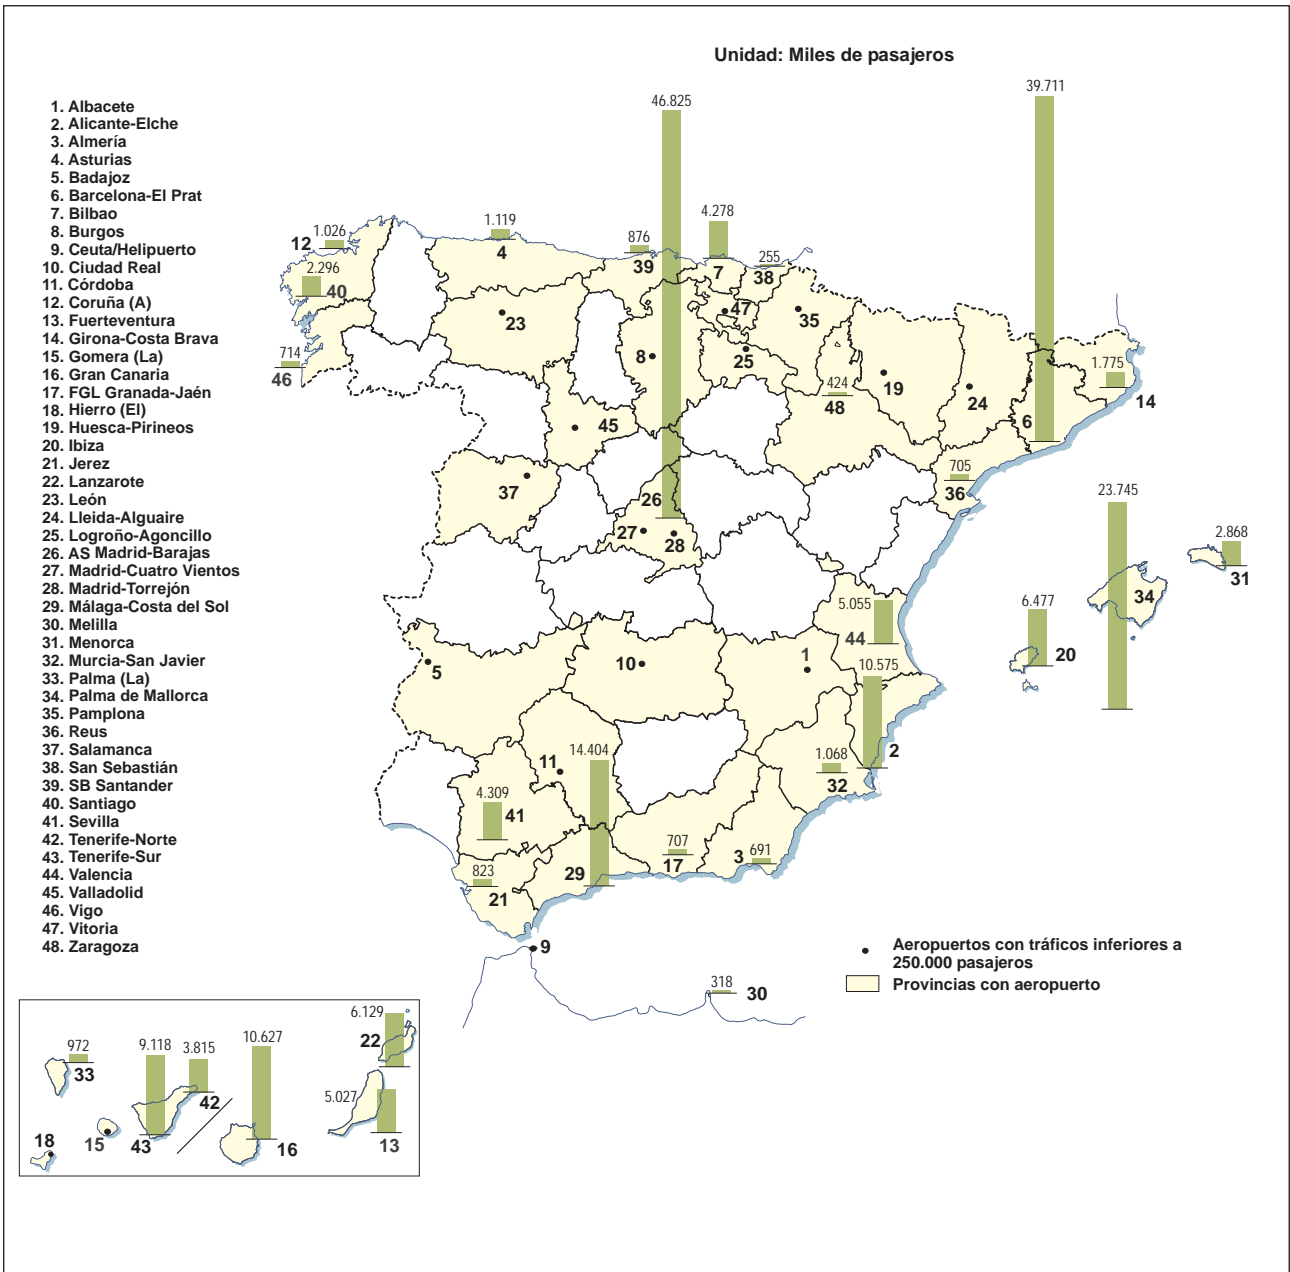 Unidad: Miles de pasajeros
1. Albacete
2. Alicante-Elche
3. Almería
4. Asturias
5. Badajoz
6. Barcelona-El Prat
7. Bilbao
8. Burgos
9. Ceuta/Helipuerto
10. Ciudad Real
11. Córdoba
12. Coruña (A)
13. Fuerteventura
14. Girona-Costa Brava
15. Gomera (La)
16. Gran Canaria
17. FGL Granada-Jaén
18. Hierro (El)
19. Huesca-Pirineos
20. Ibiza
21. Jerez
22. Lanzarote
23. León
24. Lleida-Alguaire
25. Logroño-Agoncillo
26. AS Madrid-Barajas
27. Madrid-Cuatro Vientos
28. Madrid-Torrejón
29. Málaga-Costa del Sol
30. Melilla
31. Menorca
32. Murcia-San Javier
33. Palma (La)
34. Palma de Mallorca
35. Pamplona
36. Reus
37. Salamanca
38. San Sebastián
39. SB Santander
40. Santiago
41. Sevilla
42. Tenerife-Norte
43. Tenerife-Sur
44. Valencia
45. Valladolid
46. Vigo
47. Vitoria
48. Zaragoza
39.711
46.825
4.278
1.119
1.026
12
876
4
39
7
255
38
2.296
40
47
35
23
714
46
8
25
424
48
19
24
1.775
14
6
45
37
705
36
26
27
28
23.745
34
2.868
31
5.055
44
6.477
20
5
10
1
10.575
2
14.404
11
1.068
32
4.309
41
707
17
3
691
29
823
21
9
318
30
Aeropuertos con tráficos inferiores a
250.000 pasajeros
Provincias con aeropuerto
972
33
9.118
3.815
42
43
10.627
16
6.129
22
5.027
13
18
15